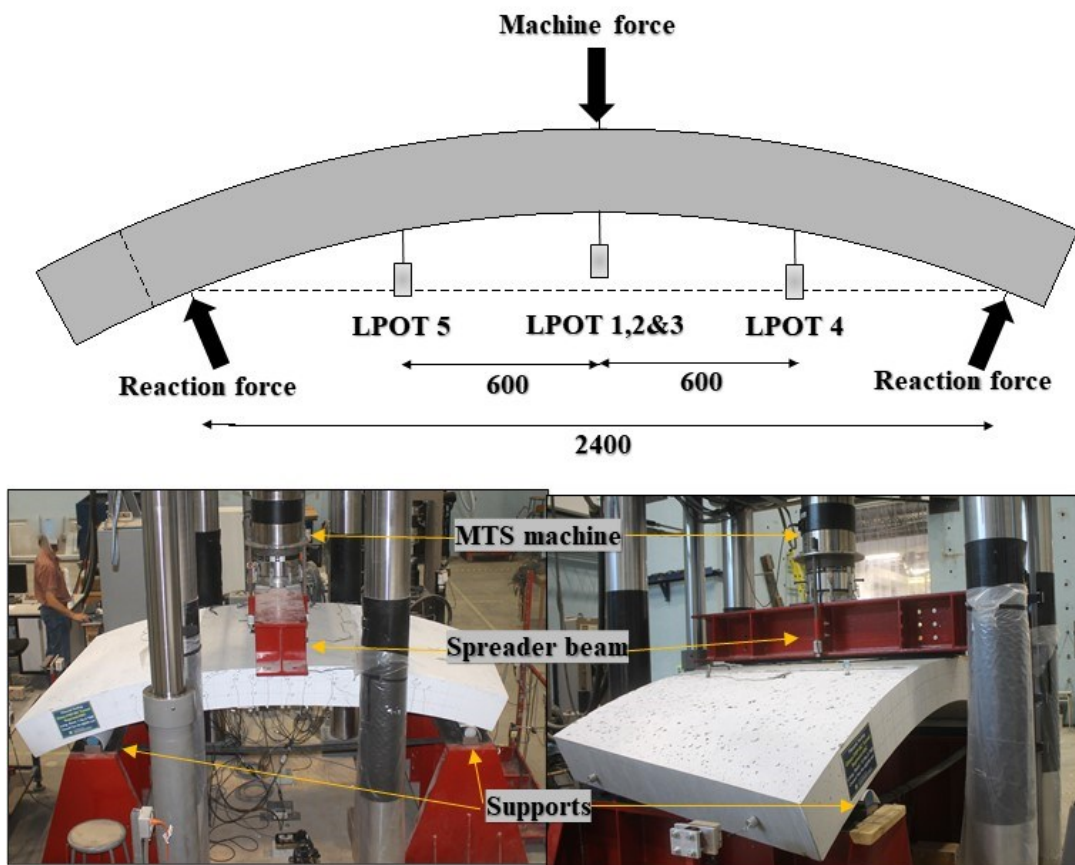 Machine force
LPOT 5
LPOT 1,2&3
LPOT 4
Reaction force
600
600
Reaction force
2400
MTS machine
Spreader beam
Supports